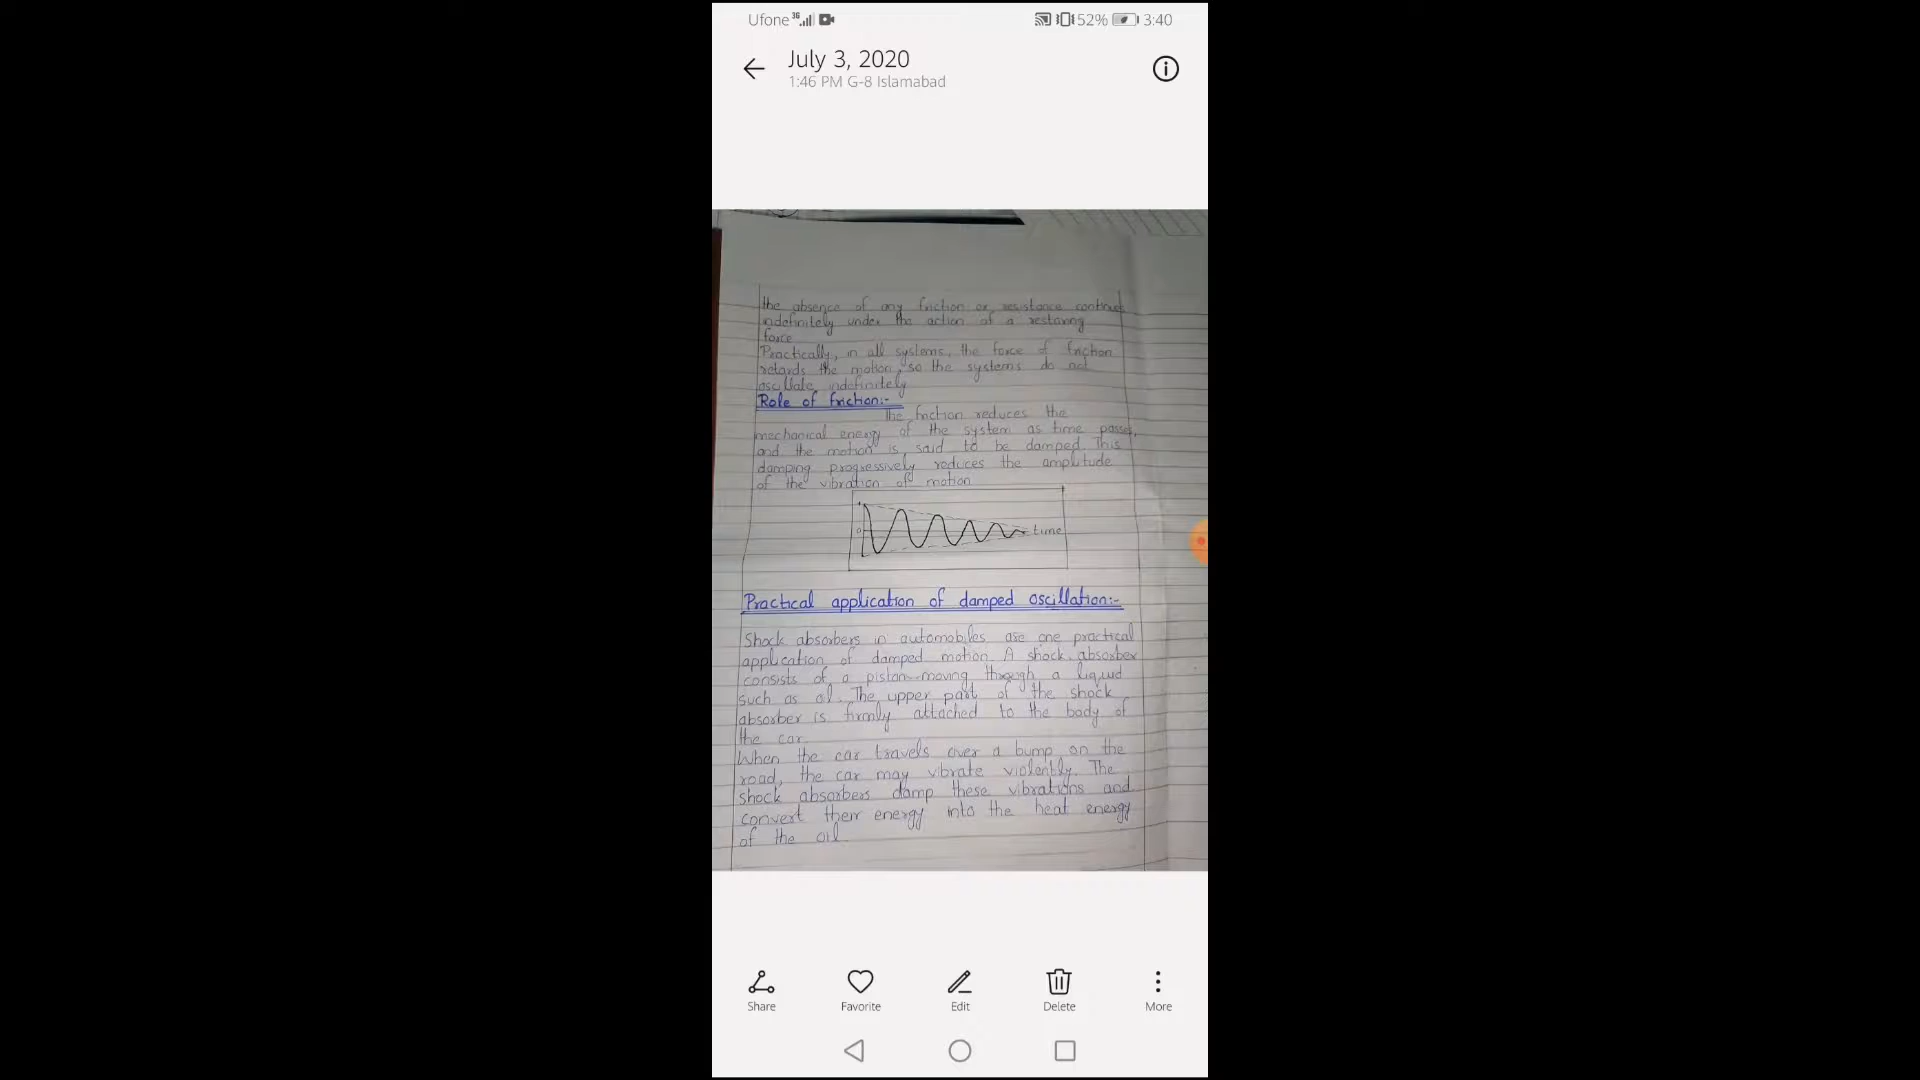 Ufone 3G 52% 3:40
July 3, 2020
1:46 PM G-8 Islamabad
the absence of any friction or resistance continues
indefinitely under the action of a restoring
force
Practically, in all systems, the force of friction
retards the motion, so the systems do not
oscillate indefinitely
Role of friction:-
The friction reduces the
mechanical energy of the system as time passes,
and the motion is said to be damped. This
damping progressively reduces the amplitude
of the vibration of motion
0 time
Practical application of damped oscillation:-
Shock absorbers in automobiles are one practical
application of damped motion. A shock absorber
consists of a piston moving through a liquid
such as oil. The upper part of the shock
absorber is firmly attached to the body of
the car.
When the car travels over a bump on the
road, the car may vibrate violently. The
shock absorbers damp these vibrations and
convert their energy into the heat energy
of the oil
Share Favorite Edit Delete More